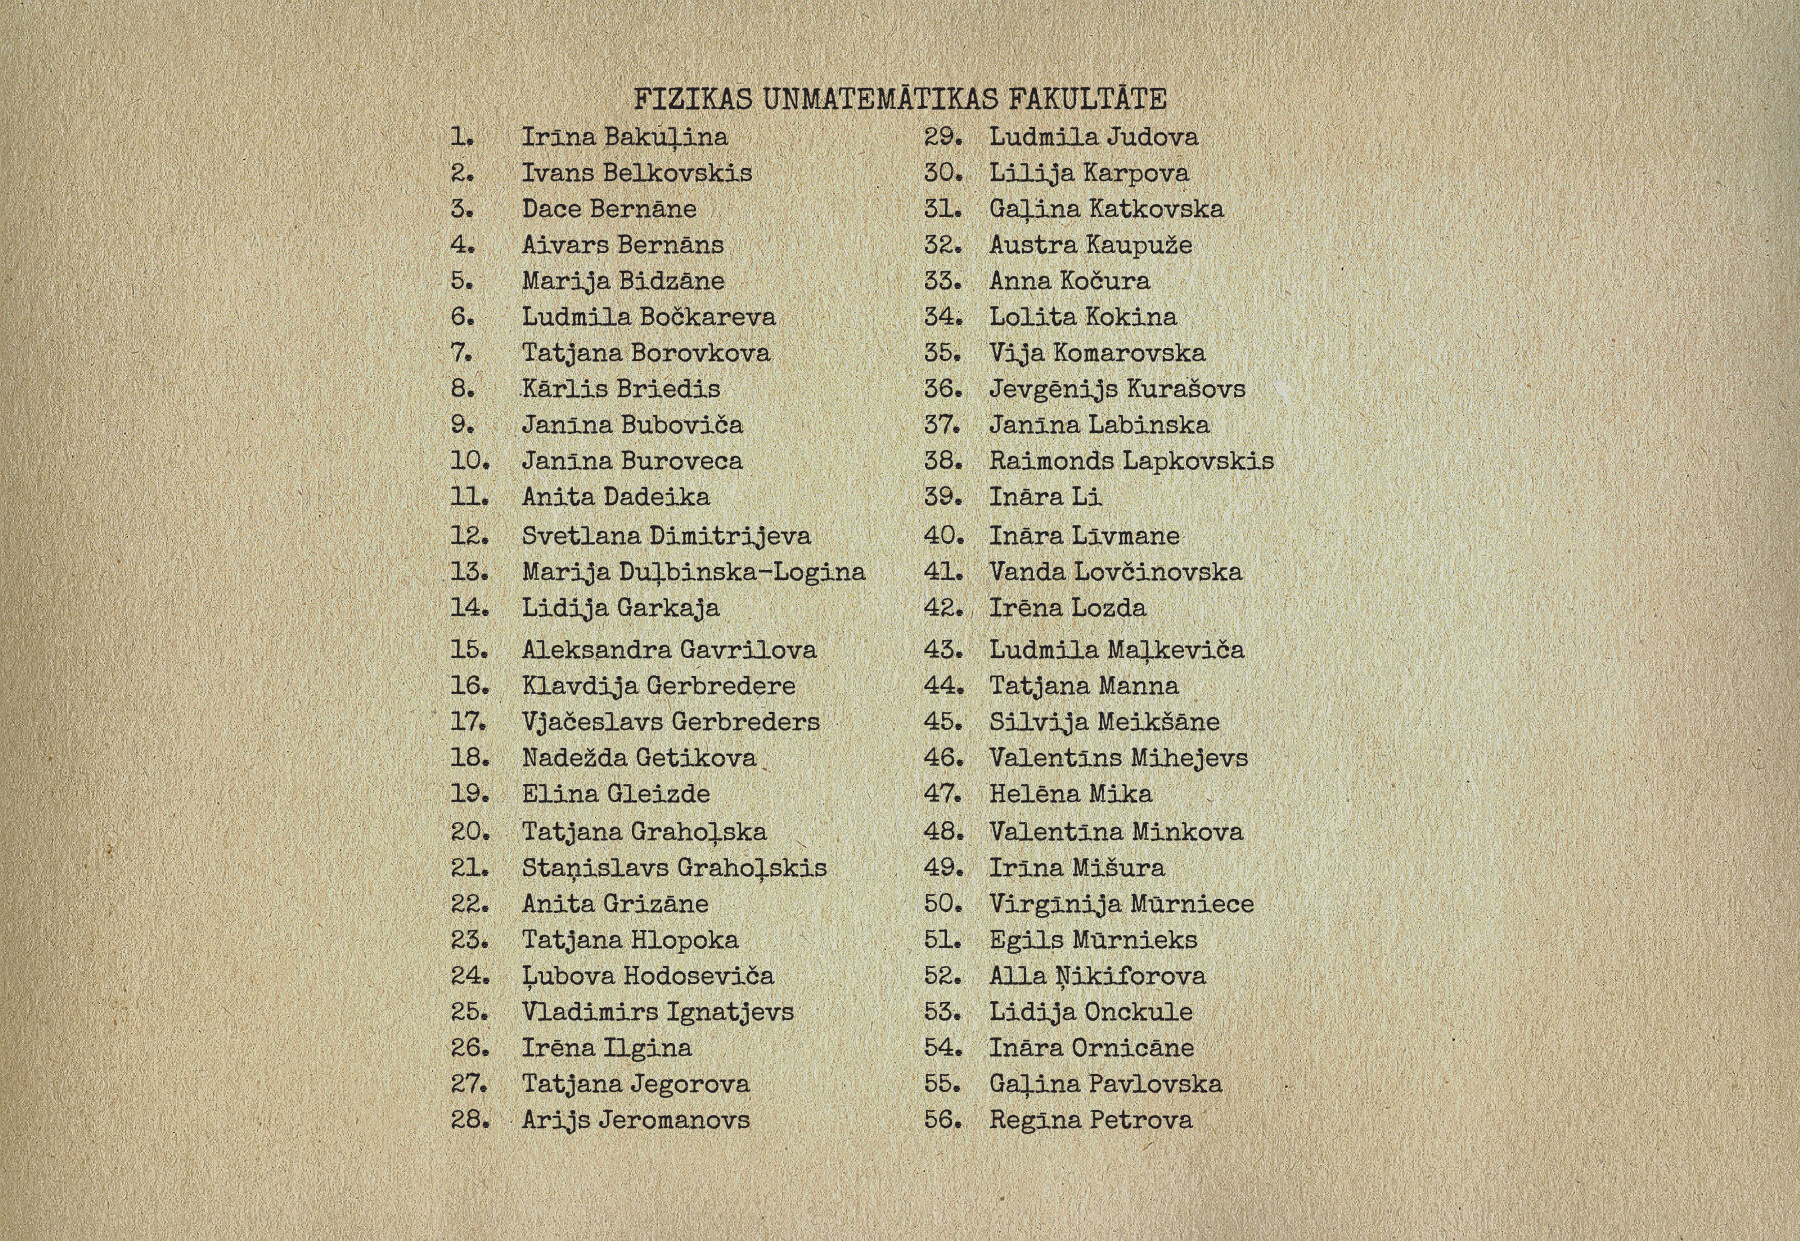 FIZIKAS UNMATEMĀTIKAS FAKULTĀTE
1. Irīna Bakuļina
2. Ivans Belkovskis
3. Dace Bernāne
4. Aivars Bernāns
5. Marija Bidzāne
6. Ludmila Bočkareva
7. Tatjana Borovkova
8. Kārlis Briedis
9. Janīna Buboviča
10. Janīna Buroveca
11. Anita Dadeika
12. Svetlana Dimitrijeva
13. Marija Duļbinska-Logina
14. Lidija Garkaja
15. Aleksandra Gavrilova
16. Klavdija Gerbredere
17. Vjačeslavs Gerbreders
18. Nadežda Getikova
19. Elina Gleizde
20. Tatjana Grahoļska
21. Staņislavs Grahoļskis
22. Anita Grizāne
23. Tatjana Hlopoka
24. Ļubova Hodoseviča
25. Vladimirs Ignatjevs
26. Irēna Ilgina
27. Tatjana Jegorova
28. Arijs Jeromanovs
29. Ludmila Judova
30. Lilija Karpova
31. Gaļina Katkovska
32. Austra Kaupuže
33. Anna Kočura
34. Lolita Kokina
35. Vija Komarovska
36. Jevgēnijs Kurašovs
37. Janīna Labinska
38. Raimonds Lapkovskis
39. Ināra Li
40. Ināra Līvmane
41. Vanda Lovčinovska
42. Irēna Lozda
43. Ludmila Maļkeviča
44. Tatjana Manna
45. Silvija Meikšāne
46. Valentīns Mihejevs
47. Helēna Mika
48. Valentīna Minkova
49. Irīna Mišura
50. Virgīnija Mūrniece
51. Egils Mūrnieks
52. Alla Ņikiforova
53. Lidija Onckule
54. Ināra Ornicāne
55. Gaļina Pavlovska
56. Regīna Petrova